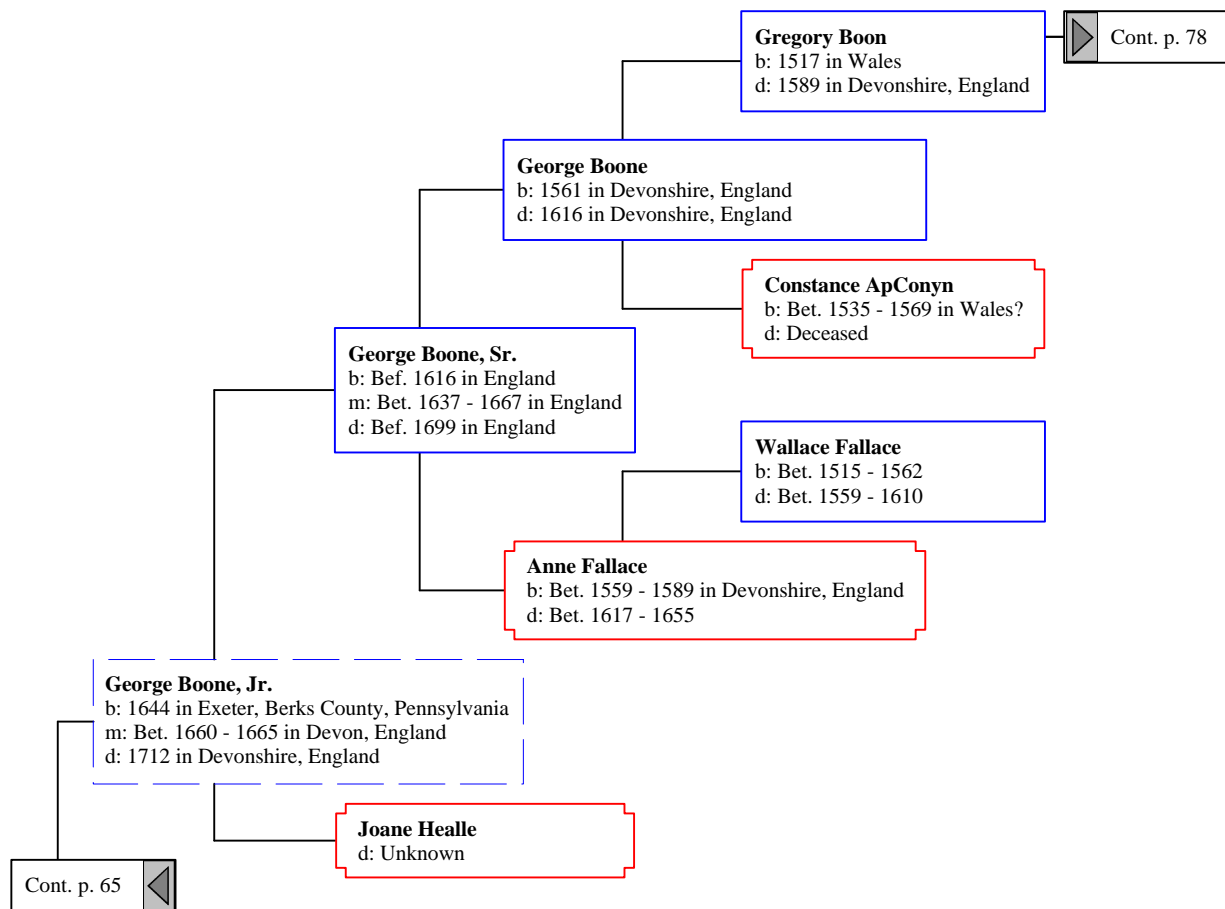 Gregory Boon
b: 1517 in Wales
d: 1589 in Devonshire, England
Cont. p. 78
George Boone
b: 1561 in Devonshire, England
d: 1616 in Devonshire, England
Constance ApConyn
b: Bet. 1535 - 1569 in Wales?
d: Deceased
George Boone, Sr.
b: Bef. 1616 in England
m: Bet. 1637 - 1667 in England
d: Bef. 1699 in England
Wallace Fallace
b: Bet. 1515 - 1562
d: Bet. 1559 - 1610
Anne Fallace
b: Bet. 1559 - 1589 in Devonshire, England
d: Bet. 1617 - 1655
George Boone, Jr.
b: 1644 in Exeter, Berks County, Pennsylvania
m: Bet. 1660 - 1665 in Devon, England
d: 1712 in Devonshire, England
Joane Healle
d: Unknown
Cont. p. 65